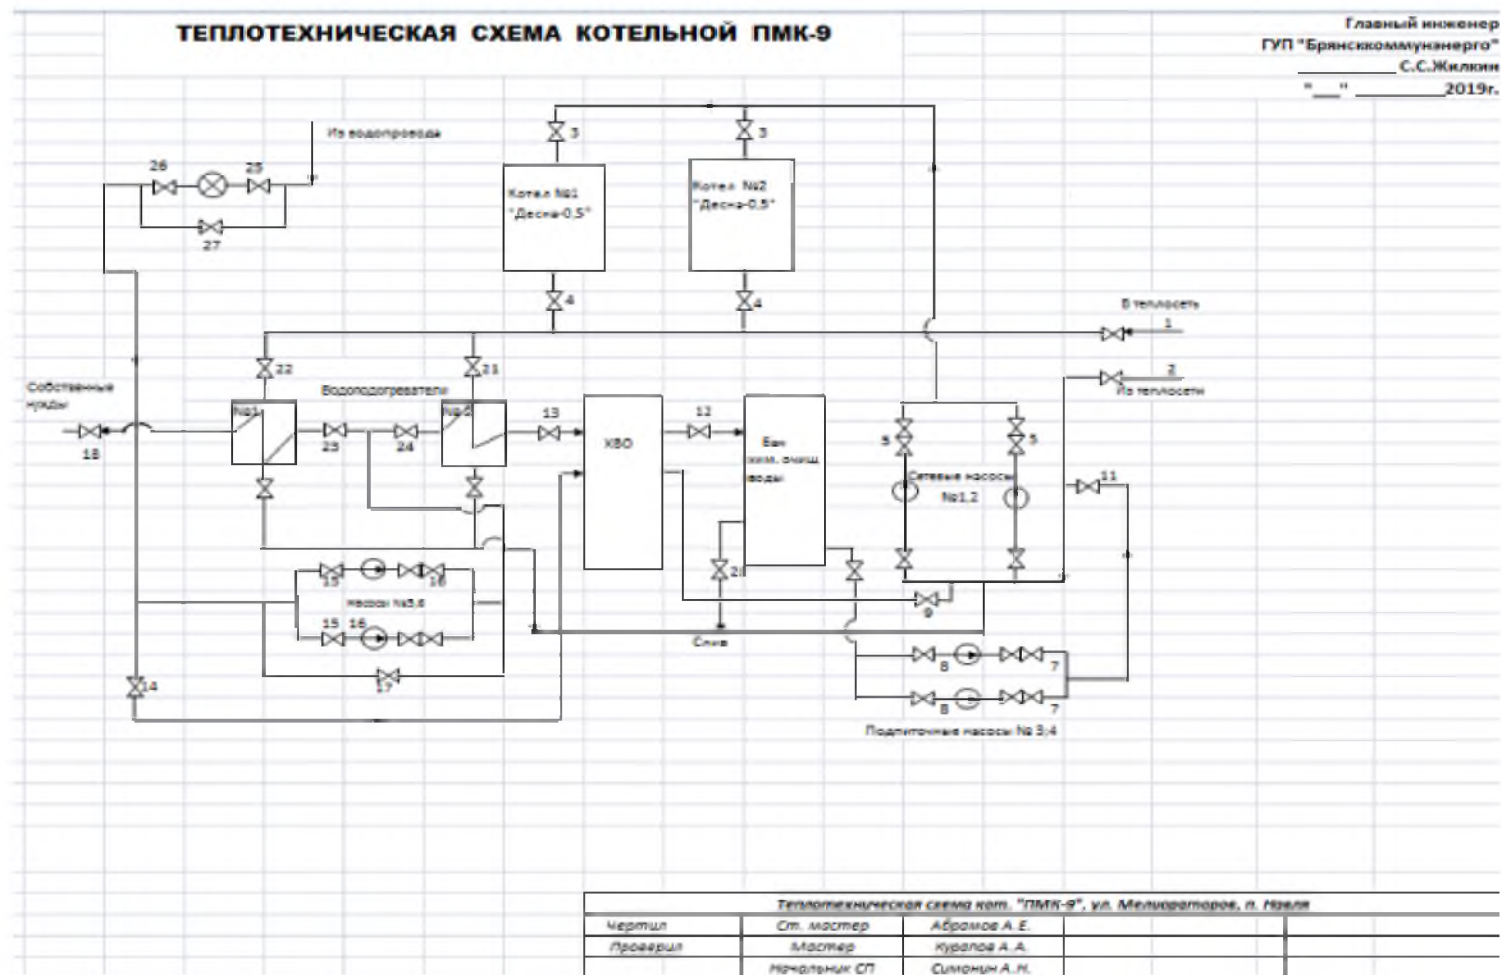 ТЕПЛОТЕХНИЧЕСКАЯ СХЕМА КОТЕЛЬНОЙ ПМК-9
Главный инженер
ГУП "Брянсккоммунэнерго"
__________ С.С.Жилкин
"___" __________2019г.
Из водопровода
26
25
27
3
3
Котел №1
"Десна-0,5"
Котел №2
"Десна-0,5"
4
4
В теплосеть
1
2
Из теплосети
22
21
Собственные
нужды
18
Водоподогреватели
№1
23
24
13
ХВО
12
Бак
хим. очищ
воды
5
5
Сетевые насосы
№1,2
11
15
16
насосы №5,6
15
16
17
14
2
Слив
9
8
7
8
7
Подпиточные насосы № 3;4
Теплотехническая схема кот. "ПМК-9", ул. Мелиораторов, п. Навля
Чертил
Ст. мастер
Абрамов А.Е.
Проверил
Мастер
Курапов А.А.
Начальник СП
Симонин А.Н.